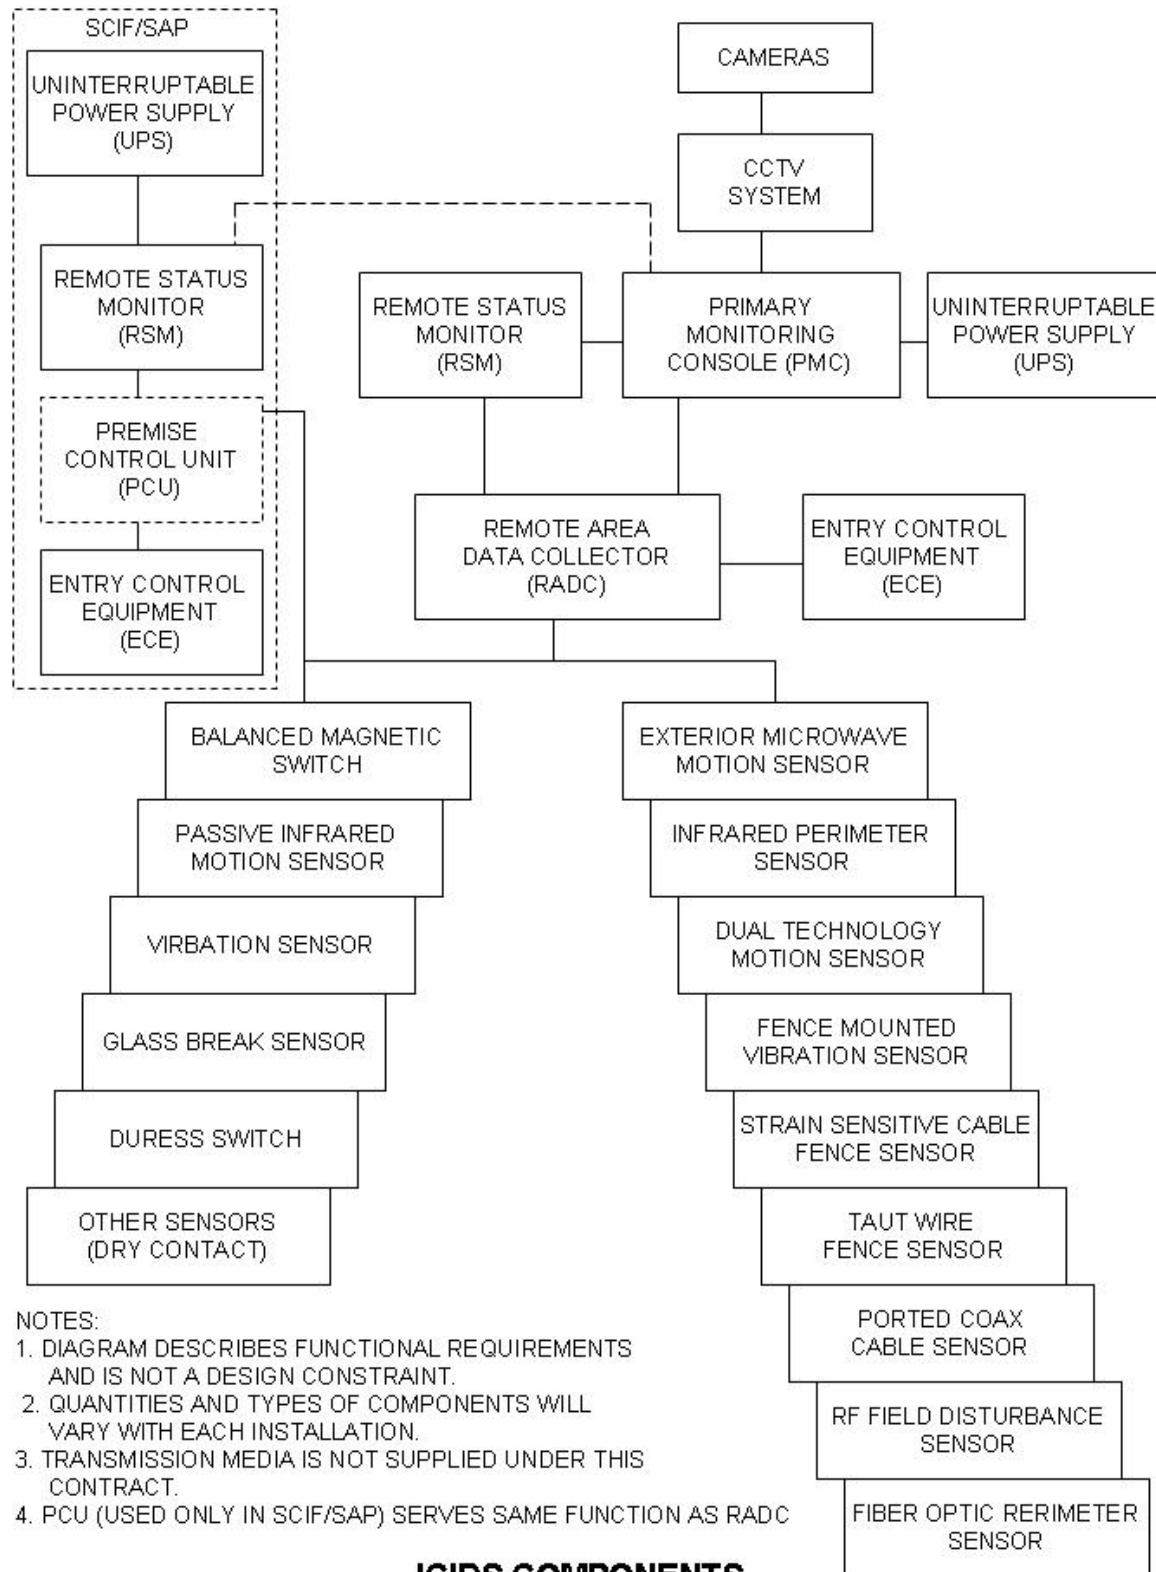 SCIF/SAP
UNINTERRUPTABLE
POWER SUPPLY
(UPS)
REMOTE STATUS
MONITOR
(RSM)
PREMISE
CONTROL UNIT
(PCU)
ENTRY CONTROL
EQUIPMENT
(ECE)
CAMERAS
CCTV
SYSTEM
REMOTE STATUS
MONITOR
(RSM)
PRIMARY
MONITORING
CONSOLE (PMC)
UNINTERRUPTABLE
POWER SUPPLY
(UPS)
REMOTE AREA
DATA COLLECTOR
(RADC)
ENTRY CONTROL
EQUIPMENT
(ECE)
BALANCED MAGNETIC
SWITCH
PASSIVE INFRARED
MOTION SENSOR
VIRBATION SENSOR
GLASS BREAK SENSOR
DURESS SWITCH
OTHER SENSORS
(DRY CONTACT)
EXTERIOR MICROWAVE
MOTION SENSOR
INFRARED PERIMETER
SENSOR
DUAL TECHNOLOGY
MOTION SENSOR
FENCE MOUNTED
VIBRATION SENSOR
STRAIN SENSITIVE CABLE
FENCE SENSOR
TAUT WIRE
FENCE SENSOR
PORTED COAX
CABLE SENSOR
RF FIELD DISTURBANCE
SENSOR
FIBER OPTIC RERIMETER
SENSOR
NOTES:
1. DIAGRAM DESCRIBES FUNCTIONAL REQUIREMENTS
AND IS NOT A DESIGN CONSTRAINT.
2. QUANTITIES AND TYPES OF COMPONENTS WILL
VARY WITH EACH INSTALLATION.
3. TRANSMISSION MEDIA IS NOT SUPPLIED UNDER THIS
CONTRACT.
4. PCU (USED ONLY IN SCIF/SAP) SERVES SAME FUNCTION AS RADC
COMPONENTS